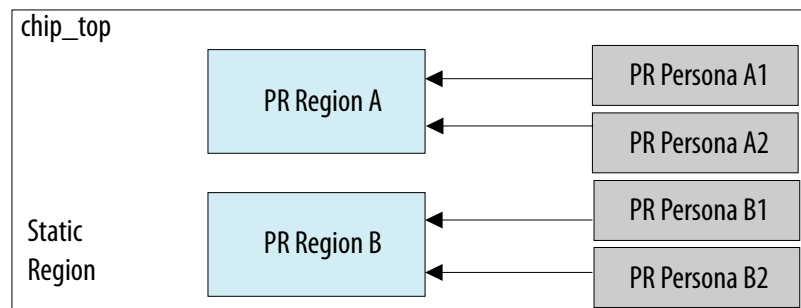 chip_top
PR Region A
PR Persona A1
PR Persona A2
PR Region B
PR Persona B1
PR Persona B2
Static
Region